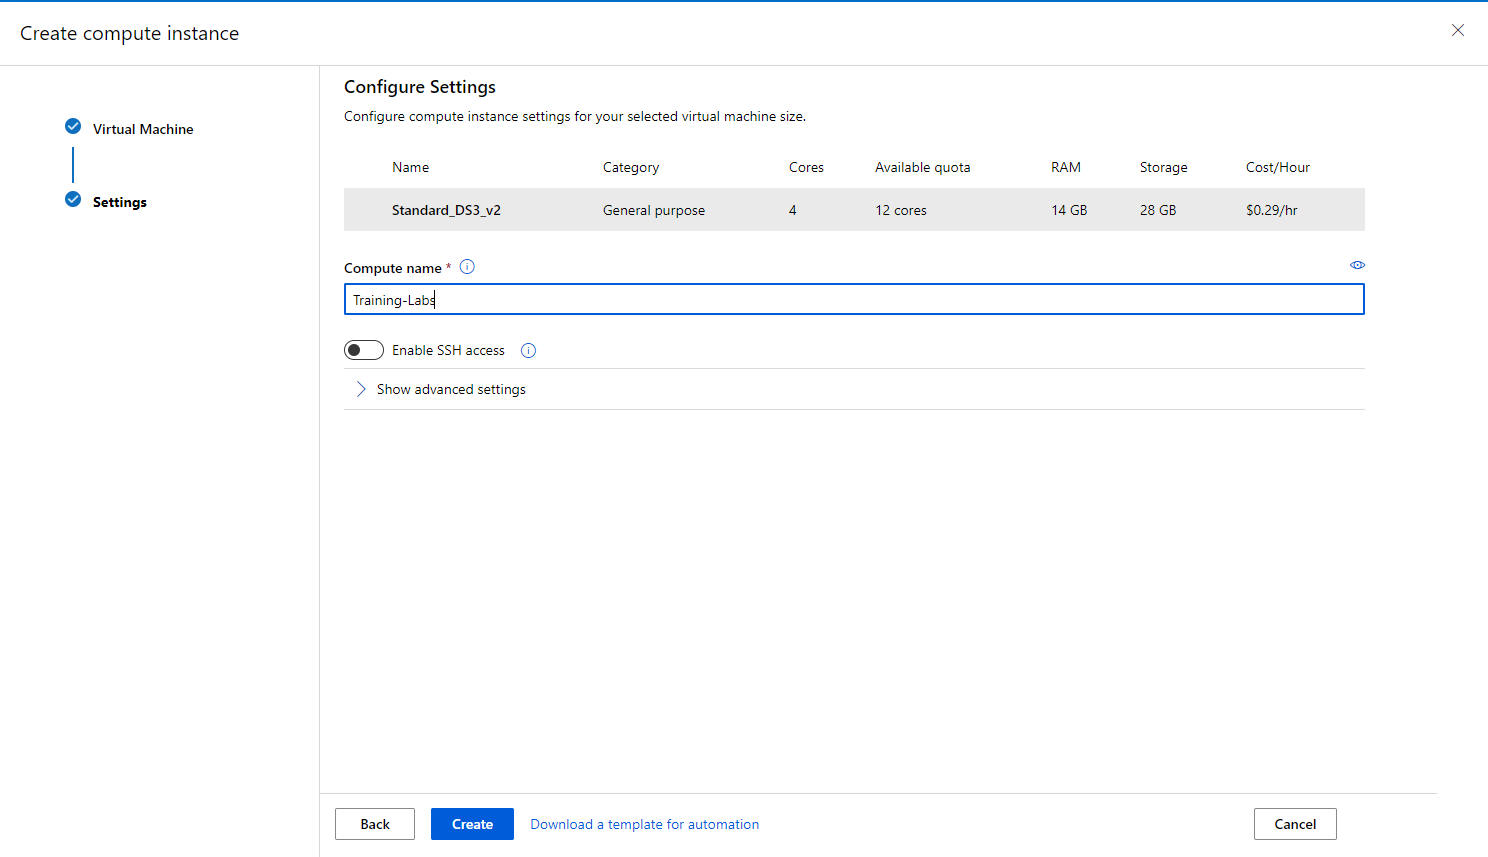 Create compute instance
Virtual Machine
Settings
Configure Settings
Configure compute instance settings for your selected virtual machine size.
Name Category Cores Available quota RAM Storage Cost/Hour
Standard_DS3_v2 General purpose 4 12 cores 14 GB 28 GB $0.29/hr
Compute name *
Training-Labs
Enable SSH access
Show advanced settings
Back Create Download a template for automation Cancel